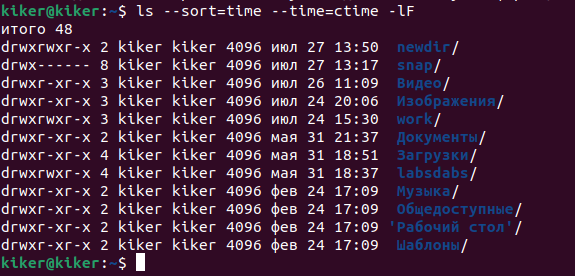 kiker@kiker:~$ ls --sort=time --time=ctime -lF
итого 48
drwxrwxr-x 2 kiker kiker 4096 июл 27 13:50  newdir/
drwx------ 8 kiker kiker 4096 июл 27 13:17  snap/
drwxr-xr-x 3 kiker kiker 4096 июл 26 11:09  Видео/
drwxr-xr-x 3 kiker kiker 4096 июл 24 20:06  Изображения/
drwxrwxr-x 3 kiker kiker 4096 июл 24 15:30  work/
drwxr-xr-x 2 kiker kiker 4096 мая 31 21:37  Документы/
drwxr-xr-x 4 kiker kiker 4096 мая 31 18:51  Загрузки/
drwxrwxr-x 4 kiker kiker 4096 мая 31 18:37  labsdabs/
drwxr-xr-x 2 kiker kiker 4096 фев 24 17:09  Музыка/
drwxr-xr-x 2 kiker kiker 4096 фев 24 17:09  Общедоступные/
drwxr-xr-x 2 kiker kiker 4096 фев 24 17:09 'Рабочий стол'/
drwxr-xr-x 2 kiker kiker 4096 фев 24 17:09  Шаблоны/
kiker@kiker:~$